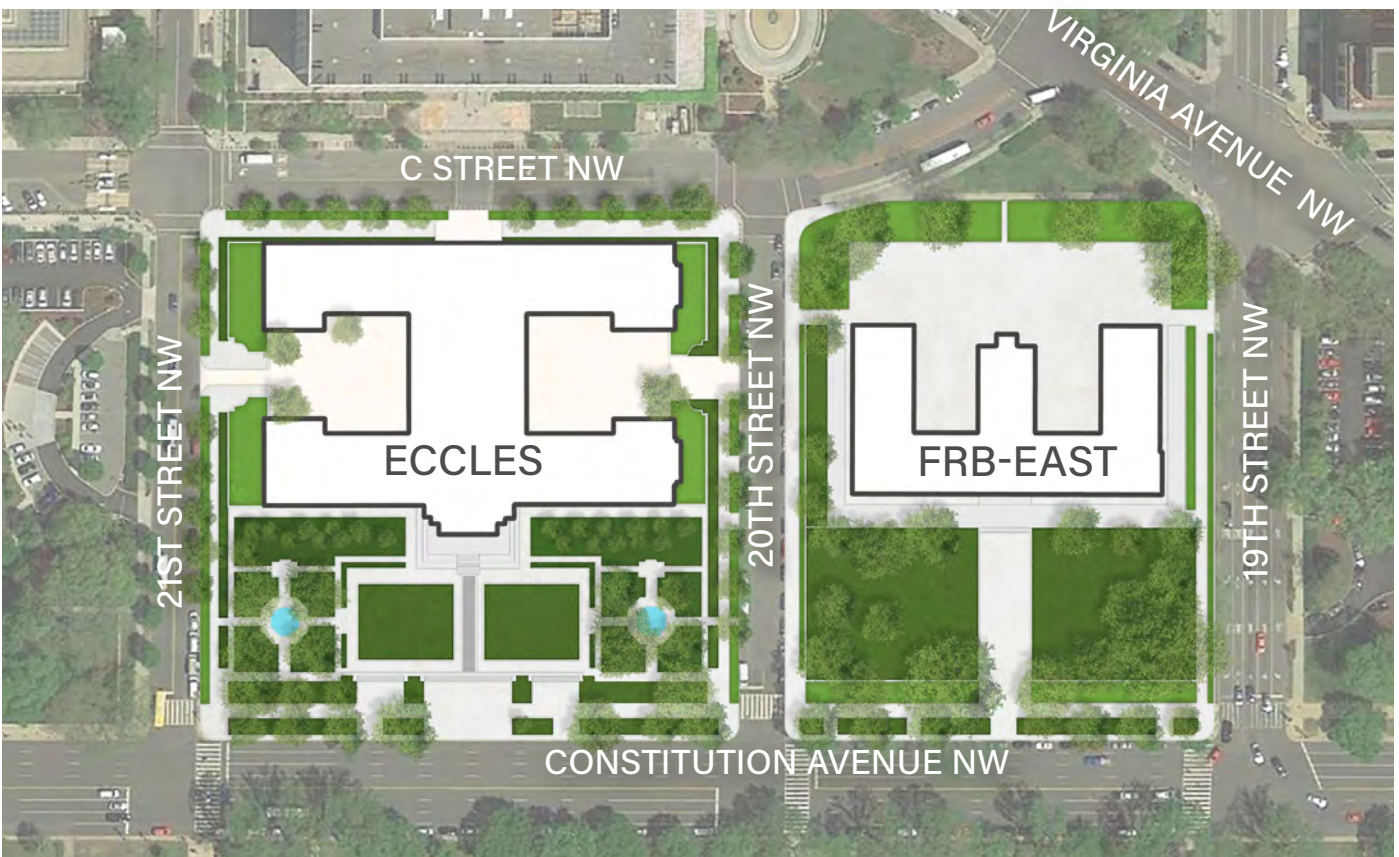 VIRGINIA AVENUE NW
C STREET NW
21ST STREET NW
ECCLES
20TH STREET NW
FRB-EAST
19TH STREET NW
CONSTITUTION AVENUE NW